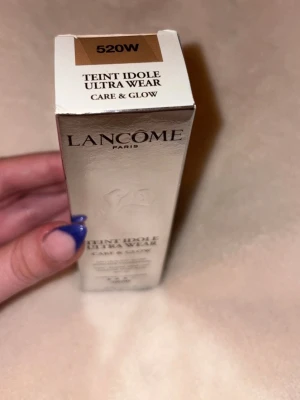 520W
TEINT IDOLE
ULTRA WEAR
CARE & GLOW
LANCÔME
PARIS
TEINT IDOLE
ULTRA WEAR
CARE & GLOW